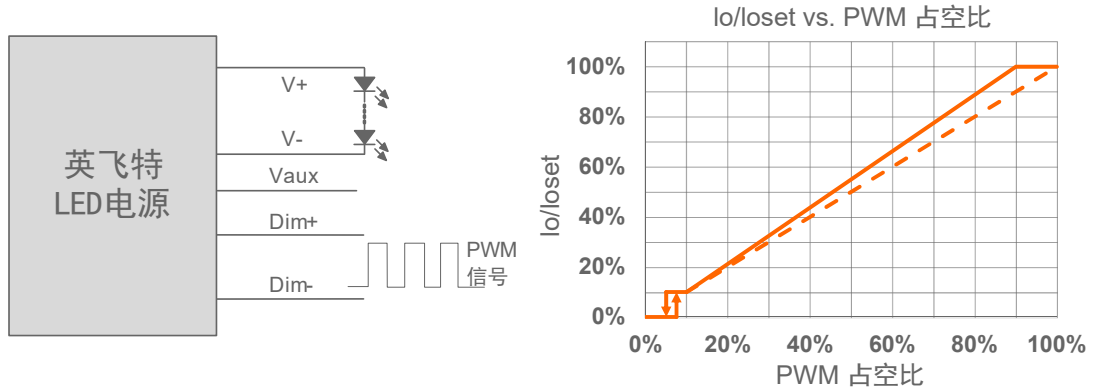 英飞特
LED电源
V+
V-
Vaux
Dim+
Dim-
PWM
信号
Io/Ioset vs. PWM 占空比
Io/Ioset
100%
80%
60%
40%
20%
0%
0% 20% 40% 60% 80% 100%
PWM 占空比